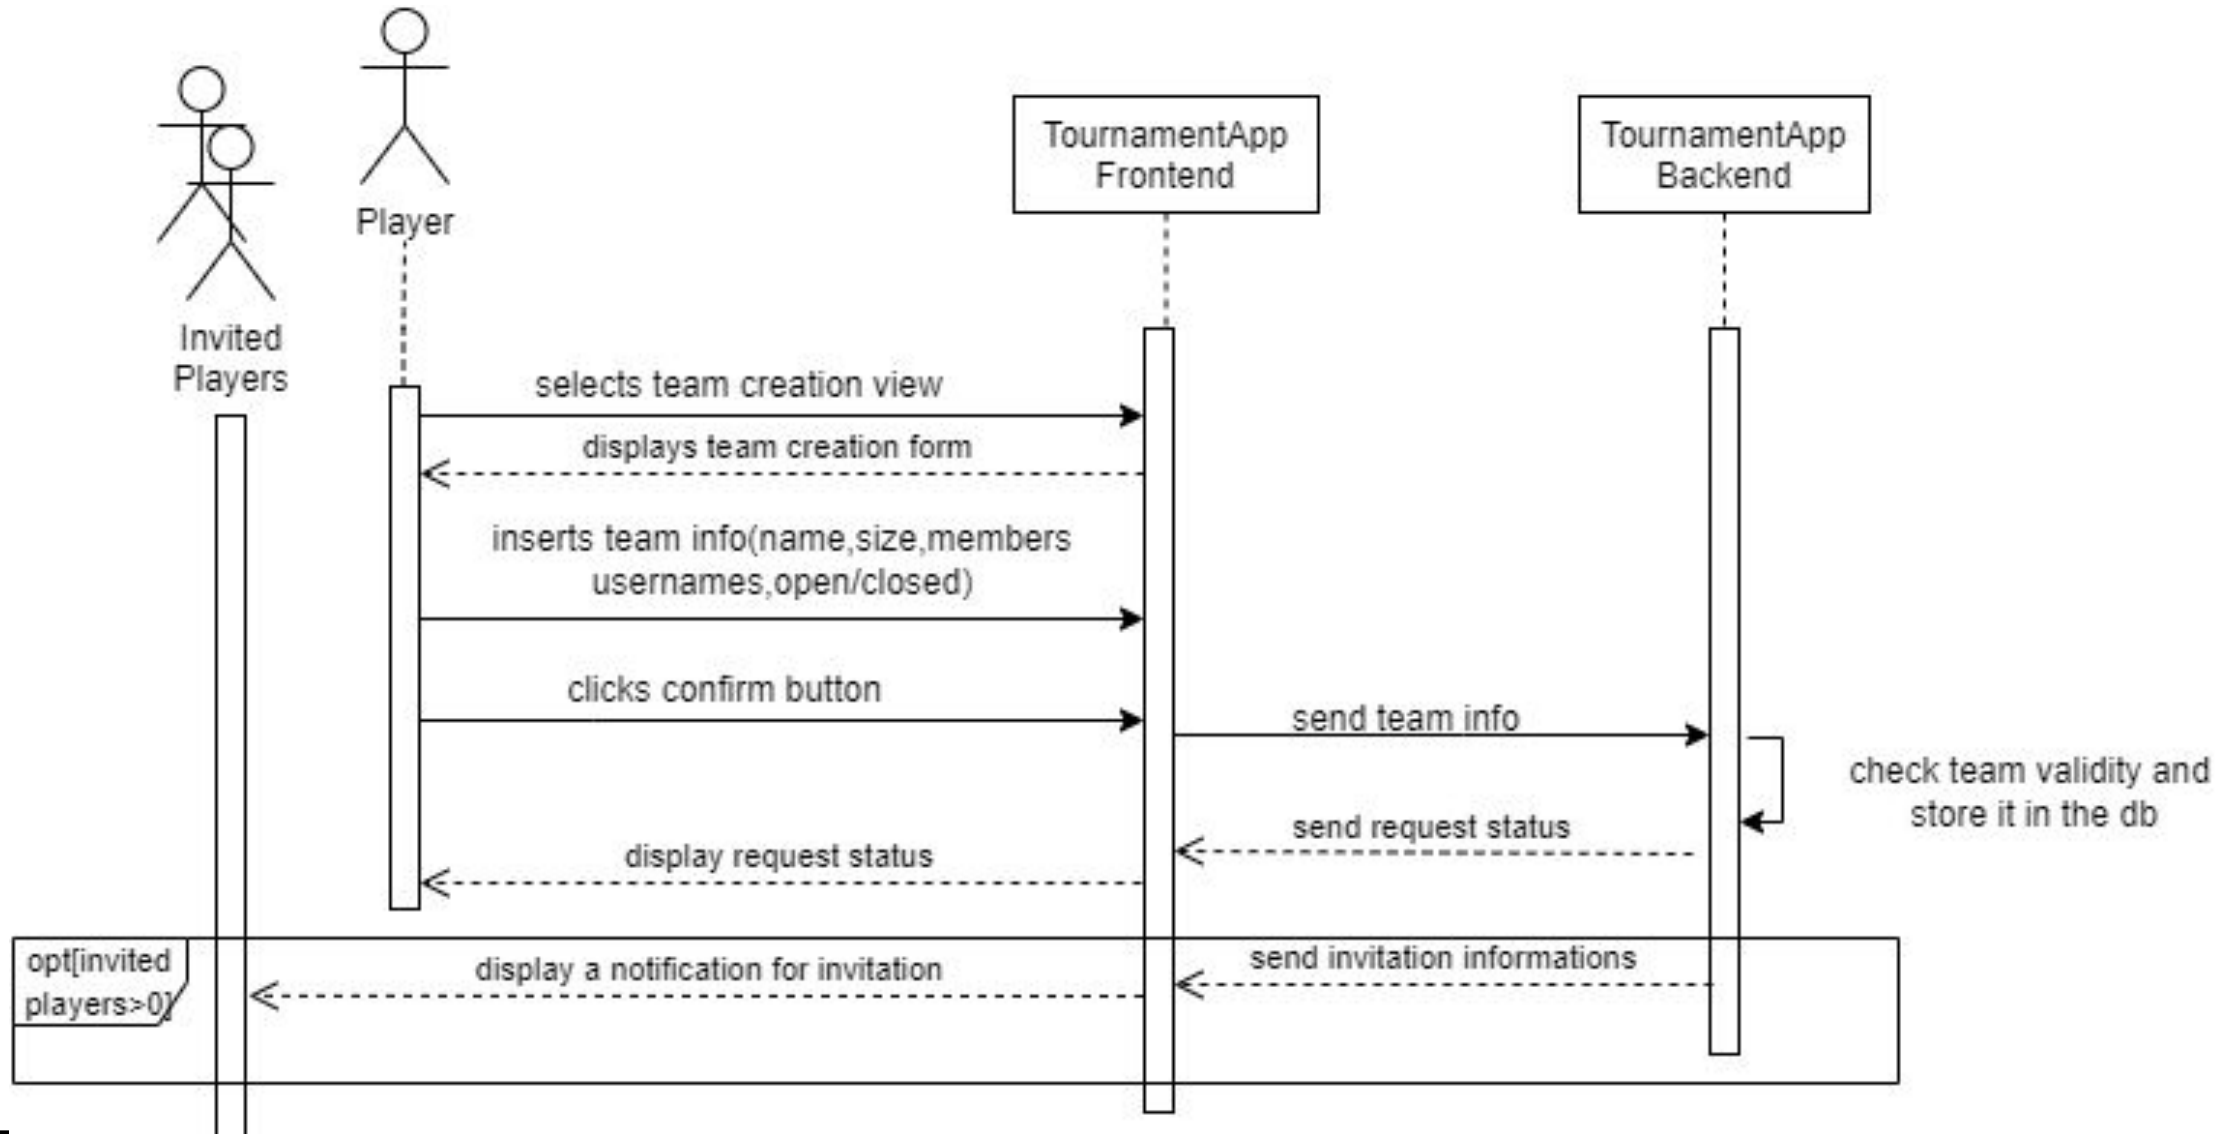 Player
TournamentApp
Frontend
TournamentApp
Backend
Invited
Players
selects team creation view
displays team creation form
inserts team info(name,size,members
usernames,open/closed)
clicks confirm button
send team info
check team validity and
store it in the db
send request status
display request status
opt[invited
players>0]
display a notification for invitation
send invitation informations